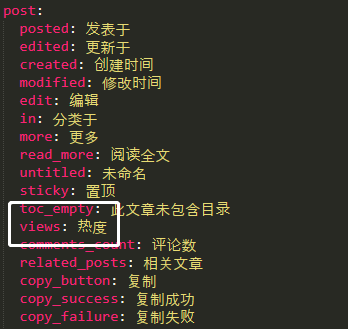 post:
posted: 发表于
edited: 更新于
created: 创建时间
modified: 修改时间
edit: 编辑
in: 分类于
more: 更多
read_more: 阅读全文
untitled: 未命名
sticky: 置顶
toc_empty: 此文章未包含目录
views: 热度
comments_count: 评论数
related_posts: 相关文章
copy_button: 复制
copy_success: 复制成功
copy_failure: 复制失败